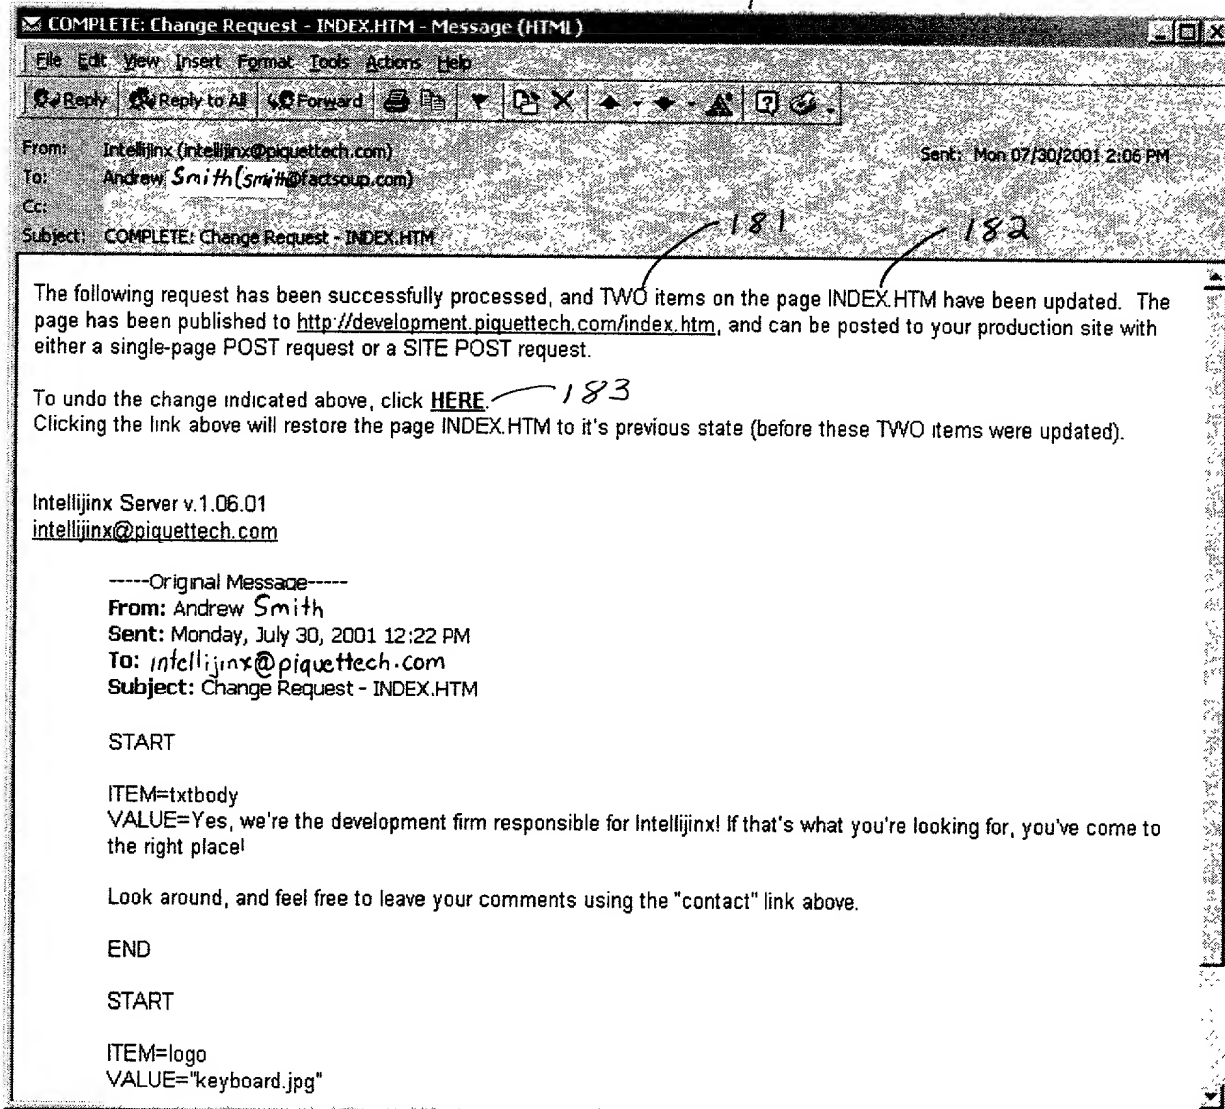 COMPLETE: Change Request - INDEX.HTM - Message (HTML)
File Edit View Insert Format Tools Actions Help
Reply Reply to All Forward
From: Intellijinx (intellijinx@piquettech.com) Sent: Mon 07/30/2001 2:06 PM
To: Andrew Smith (smith@factsoup.com)
Cc:
Subject: COMPLETE: Change Request - INDEX.HTM
181 182
The following request has been successfully processed, and TWO items on the page INDEX.HTM have been updated. The
page has been published to http://development.piquettech.com/index.htm, and can be posted to your production site with
either a single-page POST request or a SITE POST request.
To undo the change indicated above, click HERE. 183
Clicking the link above will restore the page INDEX.HTM to it's previous state (before these TWO items were updated).
Intellijinx Server v.1.06.01
intellijinx@piquettech.com
-----Original Message-----
From: Andrew Smith
Sent: Monday, July 30, 2001 12:22 PM
To: intellijinx@piquettech.com
Subject: Change Request - INDEX.HTM
START
ITEM=txtbody
VALUE=Yes, we're the development firm responsible for Intellijinx! If that's what you're looking for, you've come to
the right place!
Look around, and feel free to leave your comments using the "contact" link above.
END
START
ITEM=logo
VALUE="keyboard.jpg"